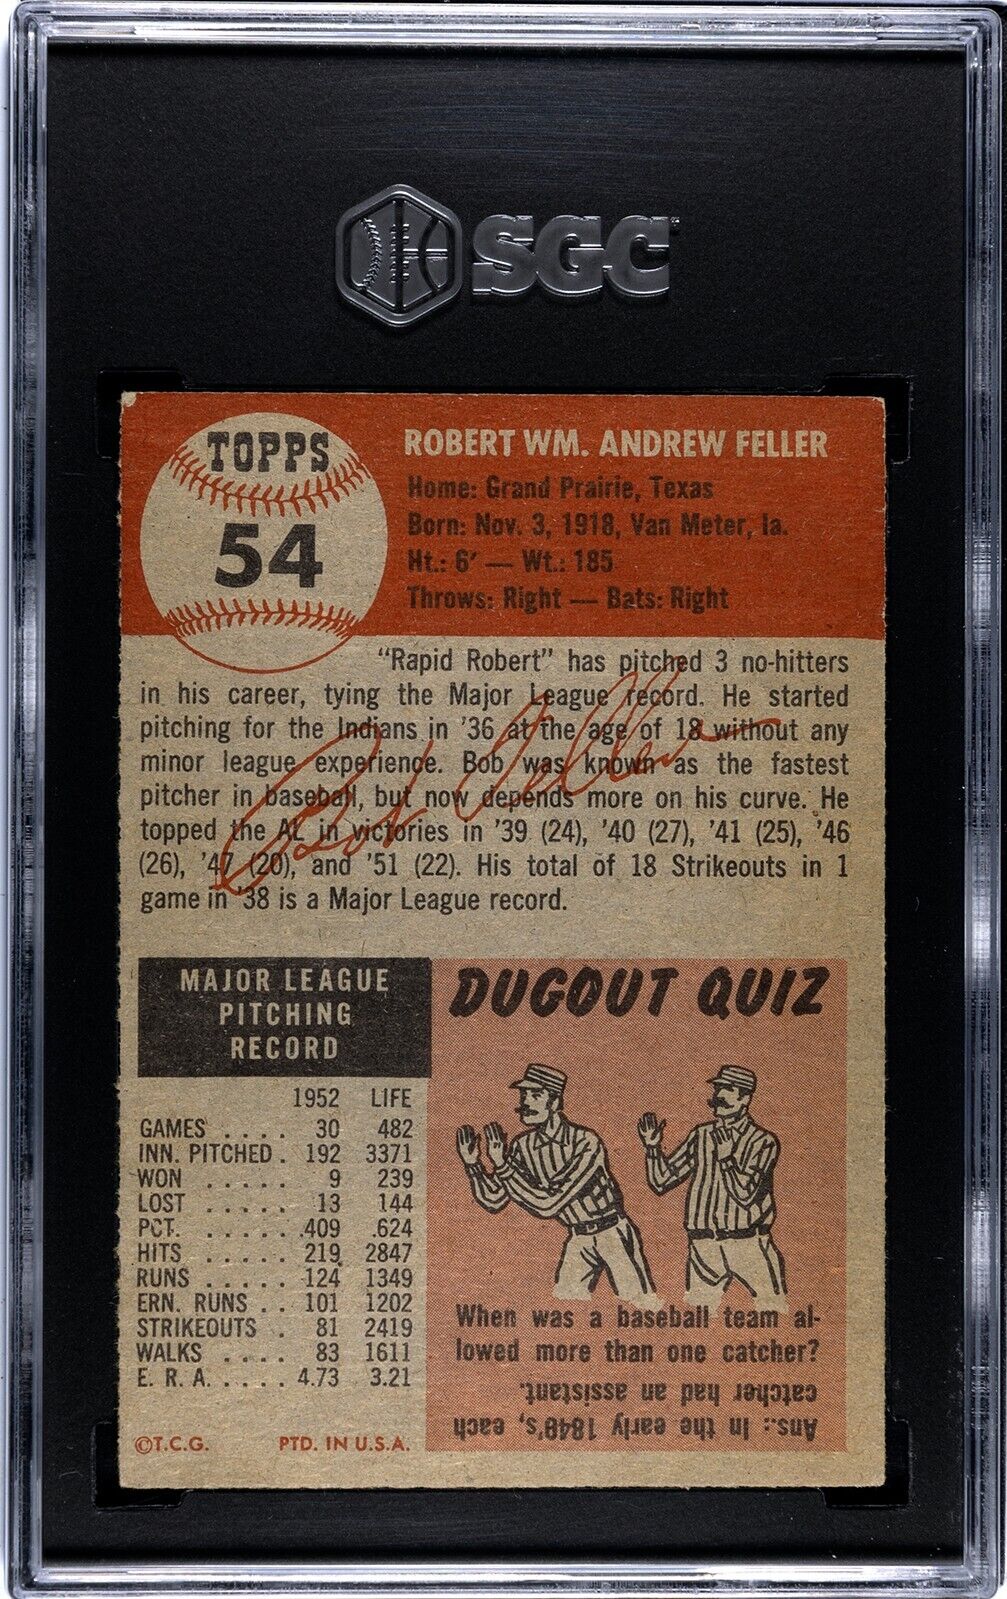 SGC
TOPPS
54
ROBERT WM. ANDREW FELLER
Home: Grand Prairie, Texas
Born: Nov. 3, 1918, Van Meter, Ia.
Ht.: 6' — Wt.: 185
Throws: Right — Bats: Right
"Rapid Robert" has pitched 3 no-hitters
in his career, tying the Major League record. He started
pitching for the Indians in '36 at the age of 18 without any
minor league experience. Bob was known as the fastest
pitcher in baseball, but now depends more on his curve. He
topped the AL in victories in '39 (24), '40 (27), '41 (25), '46
(26), '47 (20), and '51 (22). His total of 18 Strikeouts in 1
game in '38 is a Major League record.
Bob Feller
MAJOR LEAGUE
PITCHING
RECORD
1952 LIFE
GAMES . . . . 30 482
INN. PITCHED . 192 3371
WON . . . . . 9 239
LOST . . . . . 13 144
PCT. . . . . . .409 .624
HITS . . . . . 219 2847
RUNS . . . . . 124 1349
ERN. RUNS . . 101 1202
STRIKEOUTS . 81 2419
WALKS . . . . 83 1611
E. R. A. . . . . 4.73 3.21
©T.C.G. PTD. IN U.S.A.
DUGOUT QUIZ
When was a baseball team al-
lowed more than one catcher?
Ans.: In the early 1840's, each
catcher had an assistant.